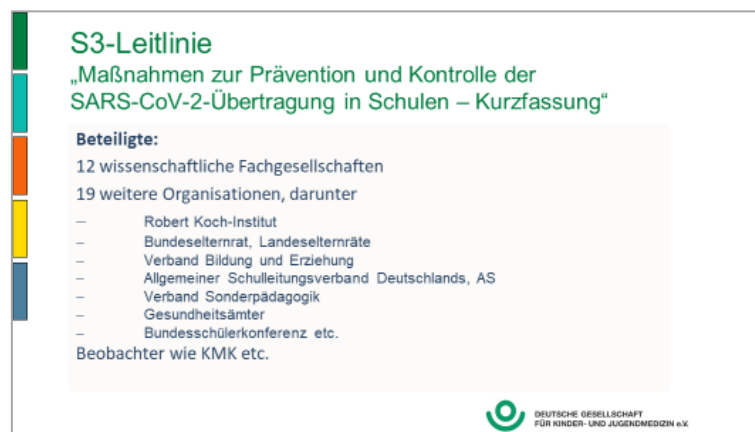 S3-Leitlinie
„Maßnahmen zur Prävention und Kontrolle der
SARS-CoV-2-Übertragung in Schulen – Kurzfassung“
Beteiligte:
12 wissenschaftliche Fachgesellschaften
19 weitere Organisationen, darunter
– Robert Koch-Institut
– Bundeselternrat, Landeselternräte
– Verband Bildung und Erziehung
– Allgemeiner Schulleitungsverband Deutschlands, AS
– Verband Sonderpädagogik
– Gesundheitsämter
– Bundesschülerkonferenz etc.
Beobachter wie KMK etc.
DEUTSCHE GESELLSCHAFT
FÜR KINDER- UND JUGENDMEDIZIN e.V.